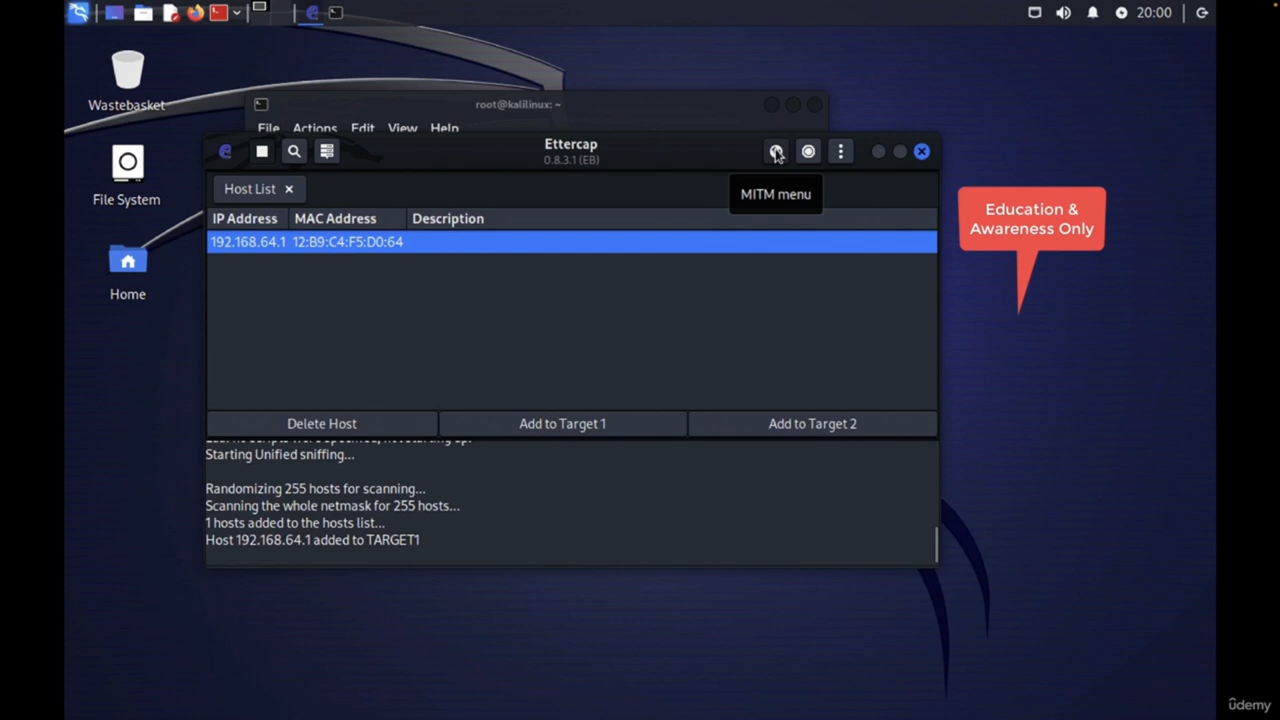 20:00
Wastebasket
File System
Home
root@kalilinux: ~
File Actions Edit View Help
Ettercap
0.8.3.1 (EB)
MITM menu
Host List
IP Address MAC Address Description
192.168.64.1 12:B9:C4:F5:D0:64
Delete Host Add to Target 1 Add to Target 2
Starting Unified sniffing...
Randomizing 255 hosts for scanning...
Scanning the whole netmask for 255 hosts...
1 hosts added to the hosts list...
Host 192.168.64.1 added to TARGET1
Education &
Awareness Only
ûdemy